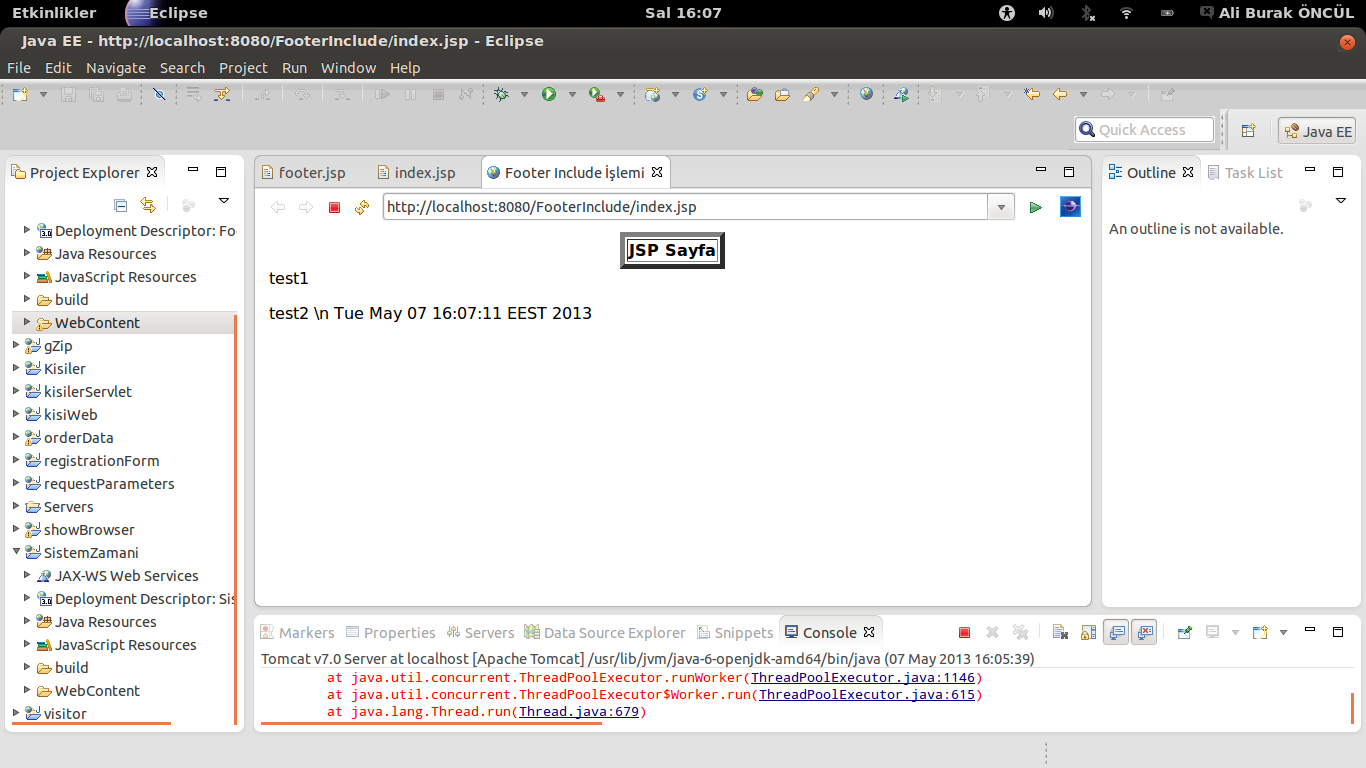 Etkinlikler Eclipse Sal 16:07 Ali Burak ÖNCÜL
Java EE - http://localhost:8080/FooterInclude/index.jsp - Eclipse
File Edit Navigate Search Project Run Window Help
Quick Access Java EE
Project Explorer
Deployment Descriptor: Fo
Java Resources
JavaScript Resources
build
WebContent
gZip
Kisiler
kisilerServlet
kisiWeb
orderData
registrationForm
requestParameters
Servers
showBrowser
SistemZamani
JAX-WS Web Services
Deployment Descriptor: Sis
Java Resources
JavaScript Resources
build
WebContent
visitor
footer.jsp index.jsp Footer Include İşlemi
http://localhost:8080/FooterInclude/index.jsp
JSP Sayfa
test1
test2 \n Tue May 07 16:07:11 EEST 2013
Outline Task List
An outline is not available.
Markers Properties Servers Data Source Explorer Snippets Console
Tomcat v7.0 Server at localhost [Apache Tomcat] /usr/lib/jvm/java-6-openjdk-amd64/bin/java (07 May 2013 16:05:39)
at java.util.concurrent.ThreadPoolExecutor.runWorker(ThreadPoolExecutor.java:1146)
at java.util.concurrent.ThreadPoolExecutor$Worker.run(ThreadPoolExecutor.java:615)
at java.lang.Thread.run(Thread.java:679)